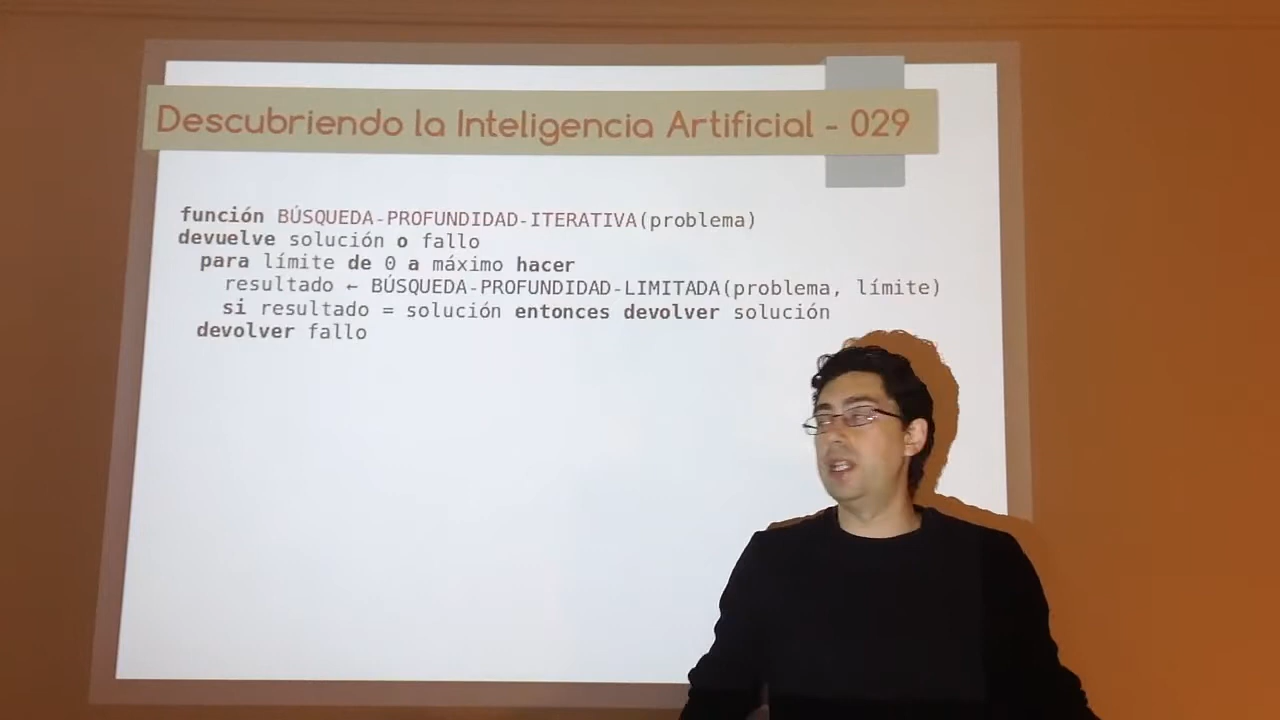 Descubriendo la Inteligencia Artificial - 029
función BÚSQUEDA-PROFUNDIDAD-ITERATIVA(problema)
devuelve solución o fallo
para límite de 0 a máximo hacer
resultado ← BÚSQUEDA-PROFUNDIDAD-LIMITADA(problema, límite)
si resultado = solución entonces devolver solución
devolver fallo